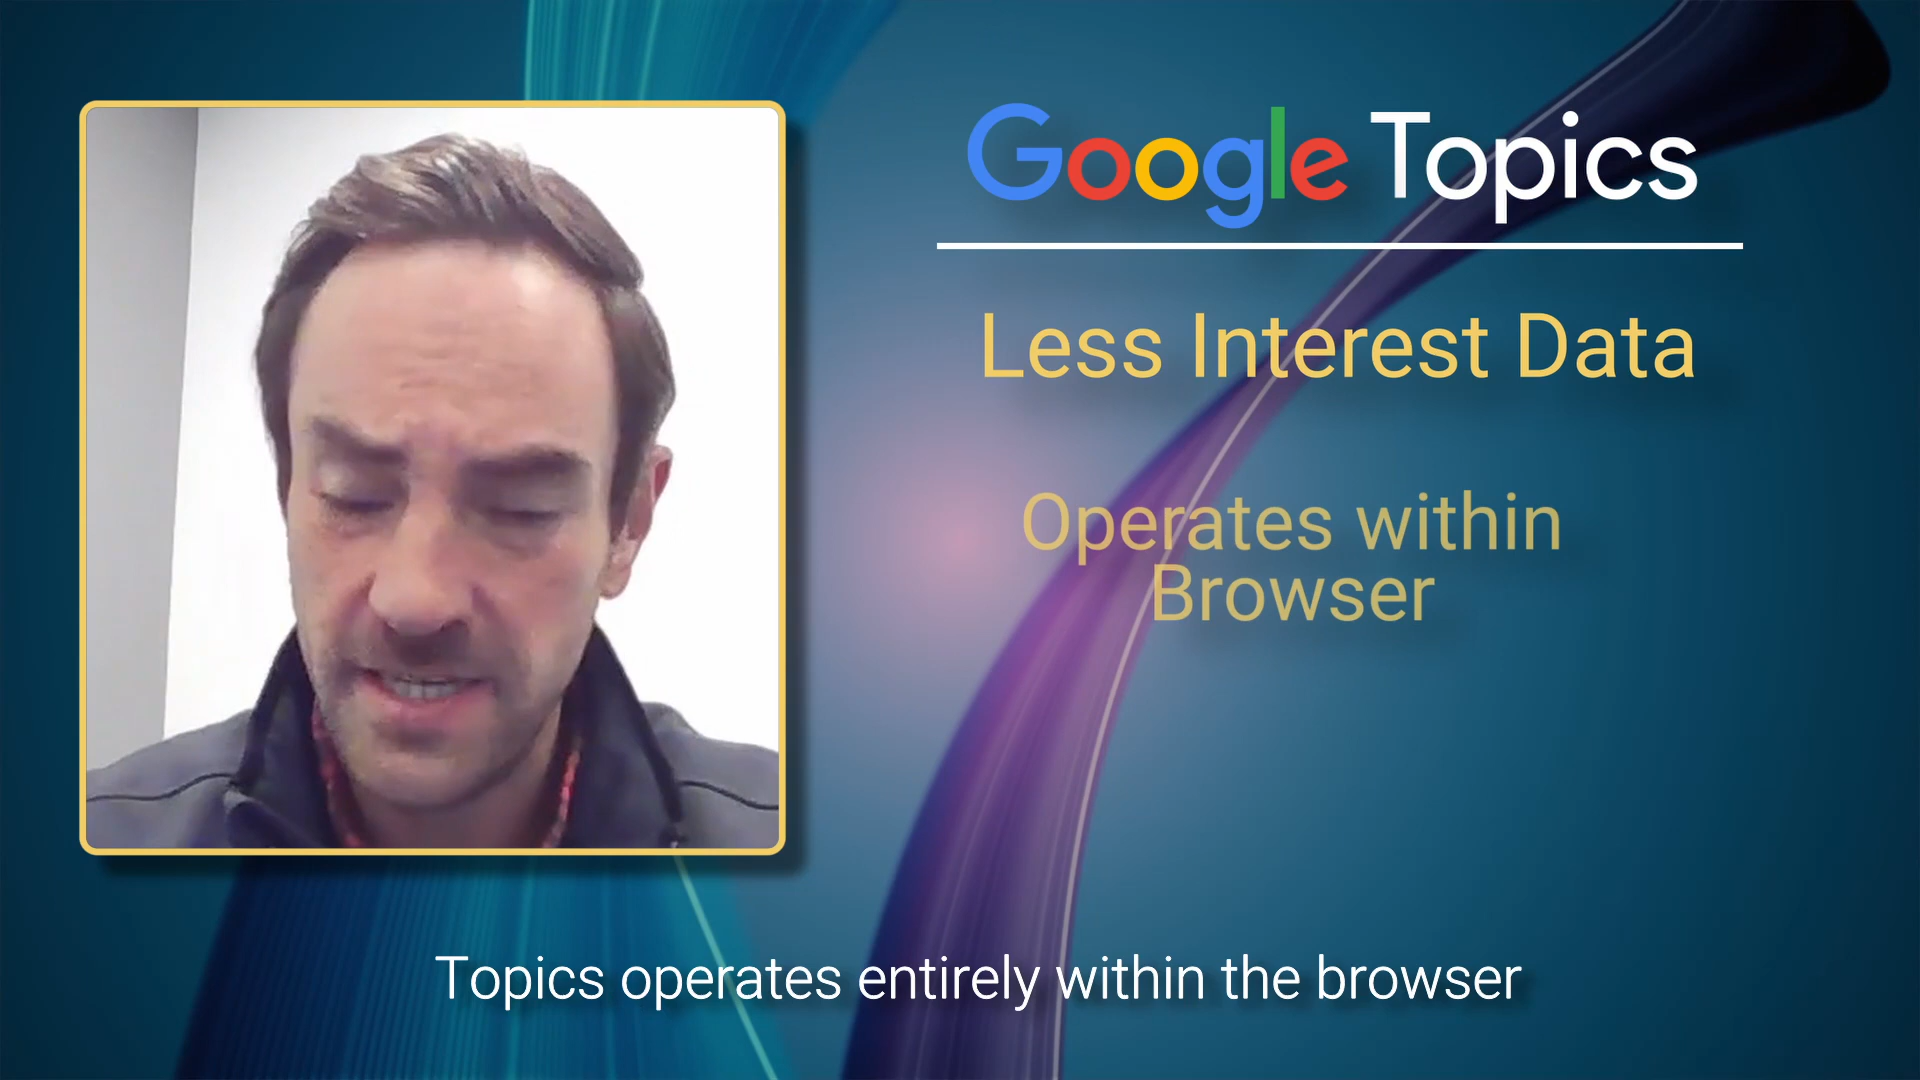 Google Topics
Less Interest Data
Operates within
Browser
Topics operates entirely within the browser